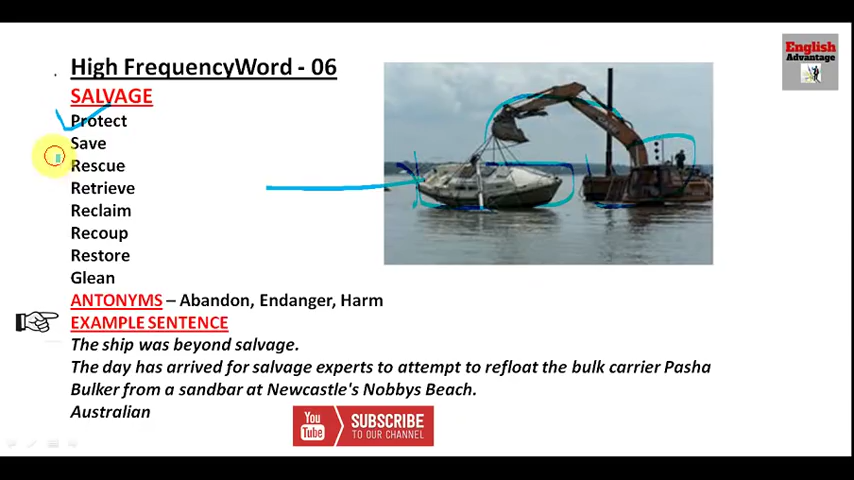 English
Advantage
High FrequencyWord - 06
SALVAGE
Protect
Save
Rescue
Retrieve
Reclaim
Recoup
Restore
Glean
ANTONYMS – Abandon, Endanger, Harm
EXAMPLE SENTENCE
The ship was beyond salvage.
The day has arrived for salvage experts to attempt to refloat the bulk carrier Pasha
Bulker from a sandbar at Newcastle's Nobbys Beach.
Australian
You
Tube
SUBSCRIBE
TO OUR CHANNEL